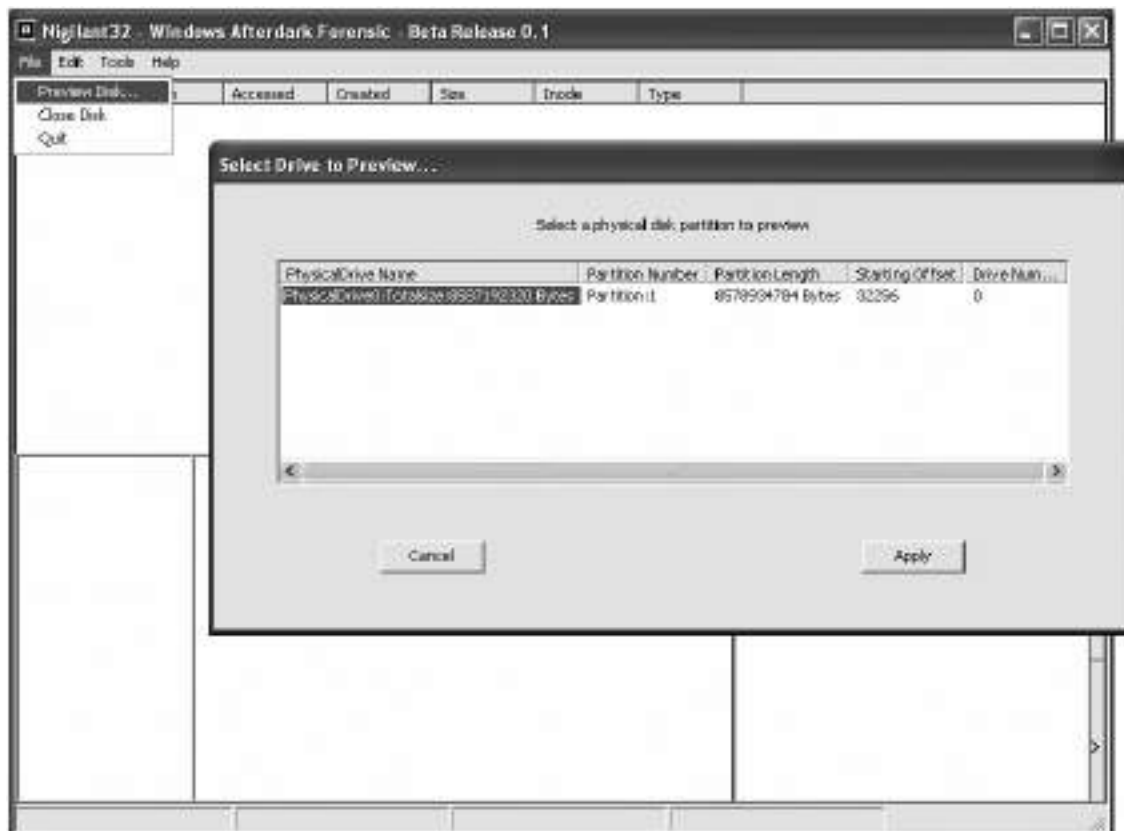 Nigilant32 - Windows Afterdark Forensic - Beta Release 0.1
File Edit Tools Help
Preview Disk...
Accessed Created Size Inode Type
Close Disk
Quit
Select Drive to Preview...
Select a physical disk partition to preview
PhysicalDrive Name Partition Number Partition Length Starting Offset Drive Num...
PhysicalDrive0 Partition:1 Bytes 32256 0
Cancel Apply